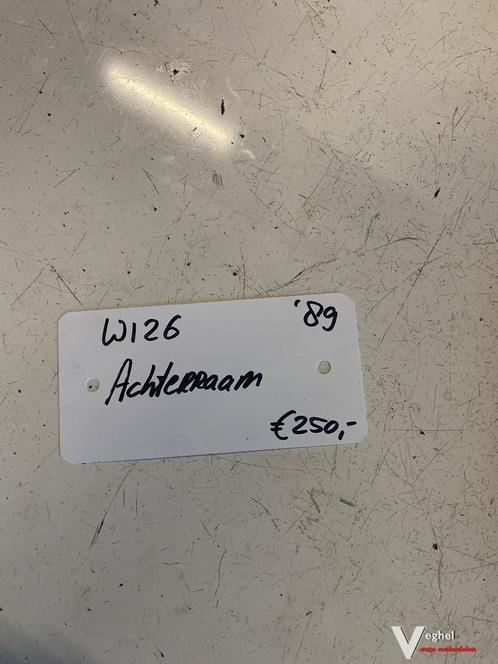 W126 '89
Achterraam
€250,-
Veghel